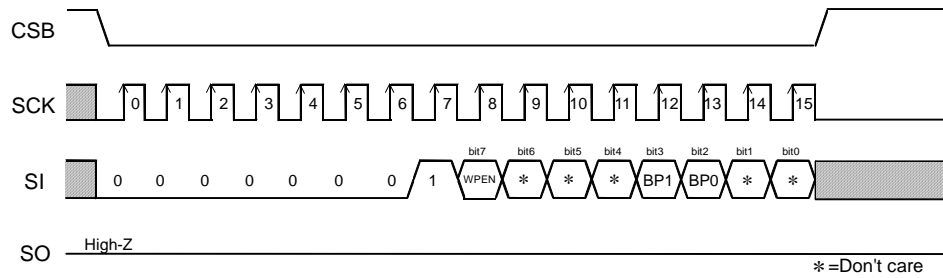 CSB
SCK 0 1 2 3 4 5 6 7 8 9 10 11 12 13 14 15
bit7 bit6 bit5 bit4 bit3 bit2 bit1 bit0
SI 0 0 0 0 0 0 0 1 WPEN * * * BP1 BP0 * *
High-Z
SO
*=Don't care